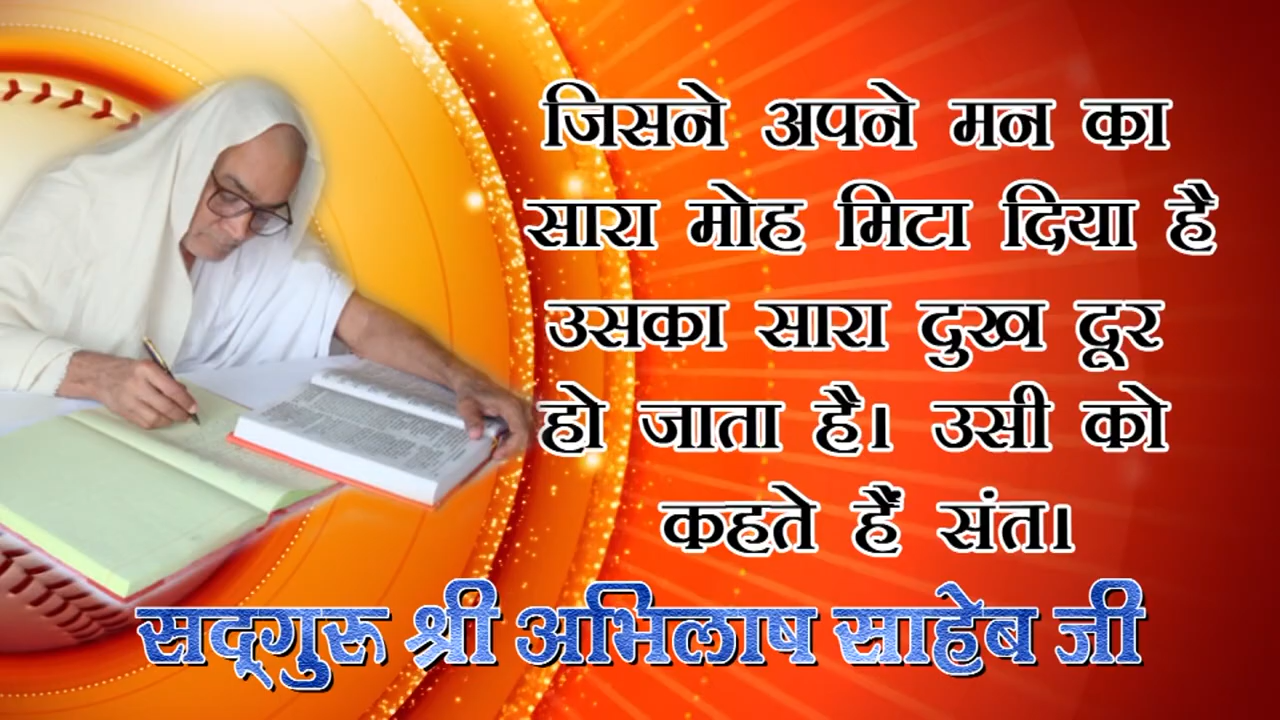 जिसने अपने मन का
सारा मोह मिटा दिया है
उसका सारा दुख दूर
हो जाता है। उसी को
कहते हैं संत।
सद्‌गुरू श्री अभिलाष साहेब जी